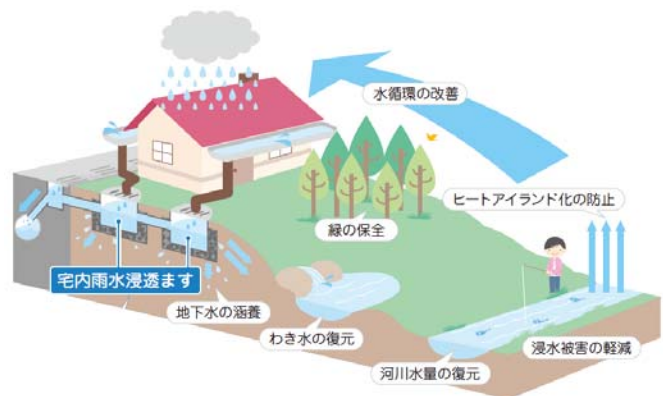 水循環の改善
ヒートアイランド化の防止
緑の保全
宅内雨水浸透ます
地下水の涵養
わき水の復元
浸水被害の軽減
河川水量の復元